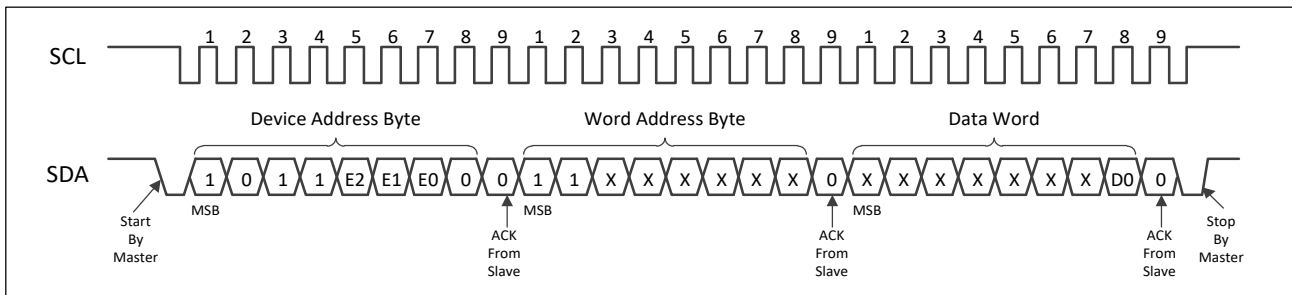 1 2 3 4 5 6 7 8 9 1 2 3 4 5 6 7 8 9 1 2 3 4 5 6 7 8 9
SCL
Device Address Byte Word Address Byte Data Word
SDA 1 0 1 1 E2 E1 E0 0 0 1 1 X X X X X X 0 X X X X X X X D0 0
MSB MSB MSB
Start
By
Master
ACK
From
Slave
ACK
From
Slave
ACK
From
Slave
Stop
By
Master